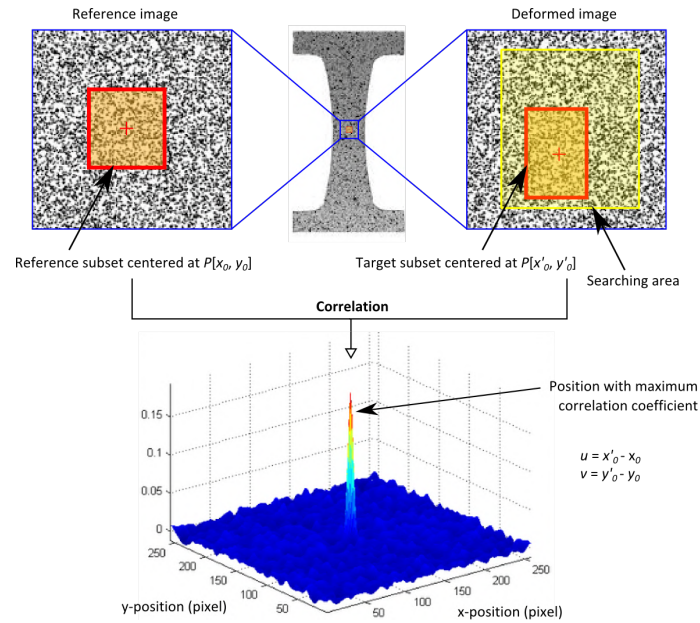 Reference image
Deformed image
Reference subset centered at P[x₀, y₀]
Target subset centered at P[x'₀, y'₀]
Searching area
Correlation
Position with maximum
correlation coefficient
u = x'₀ - x₀
v = y'₀ - y₀
0.15
0.1
0.05
0
250
200
150
100
50
y-position (pixel)
50
100
150
200
250
x-position (pixel)